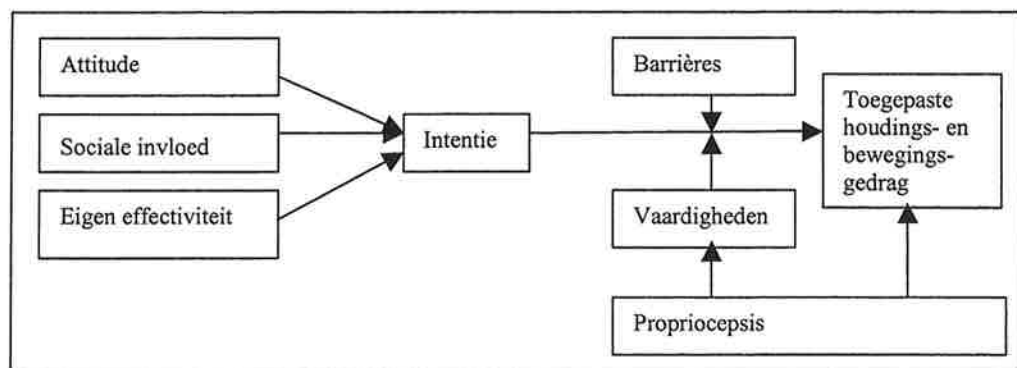 Attitude
Sociale invloed
Eigen effectiviteit
Intentie
Barrières
Vaardigheden
Propriocepsis
Toegepaste
houdings- en
bewegings-
gedrag